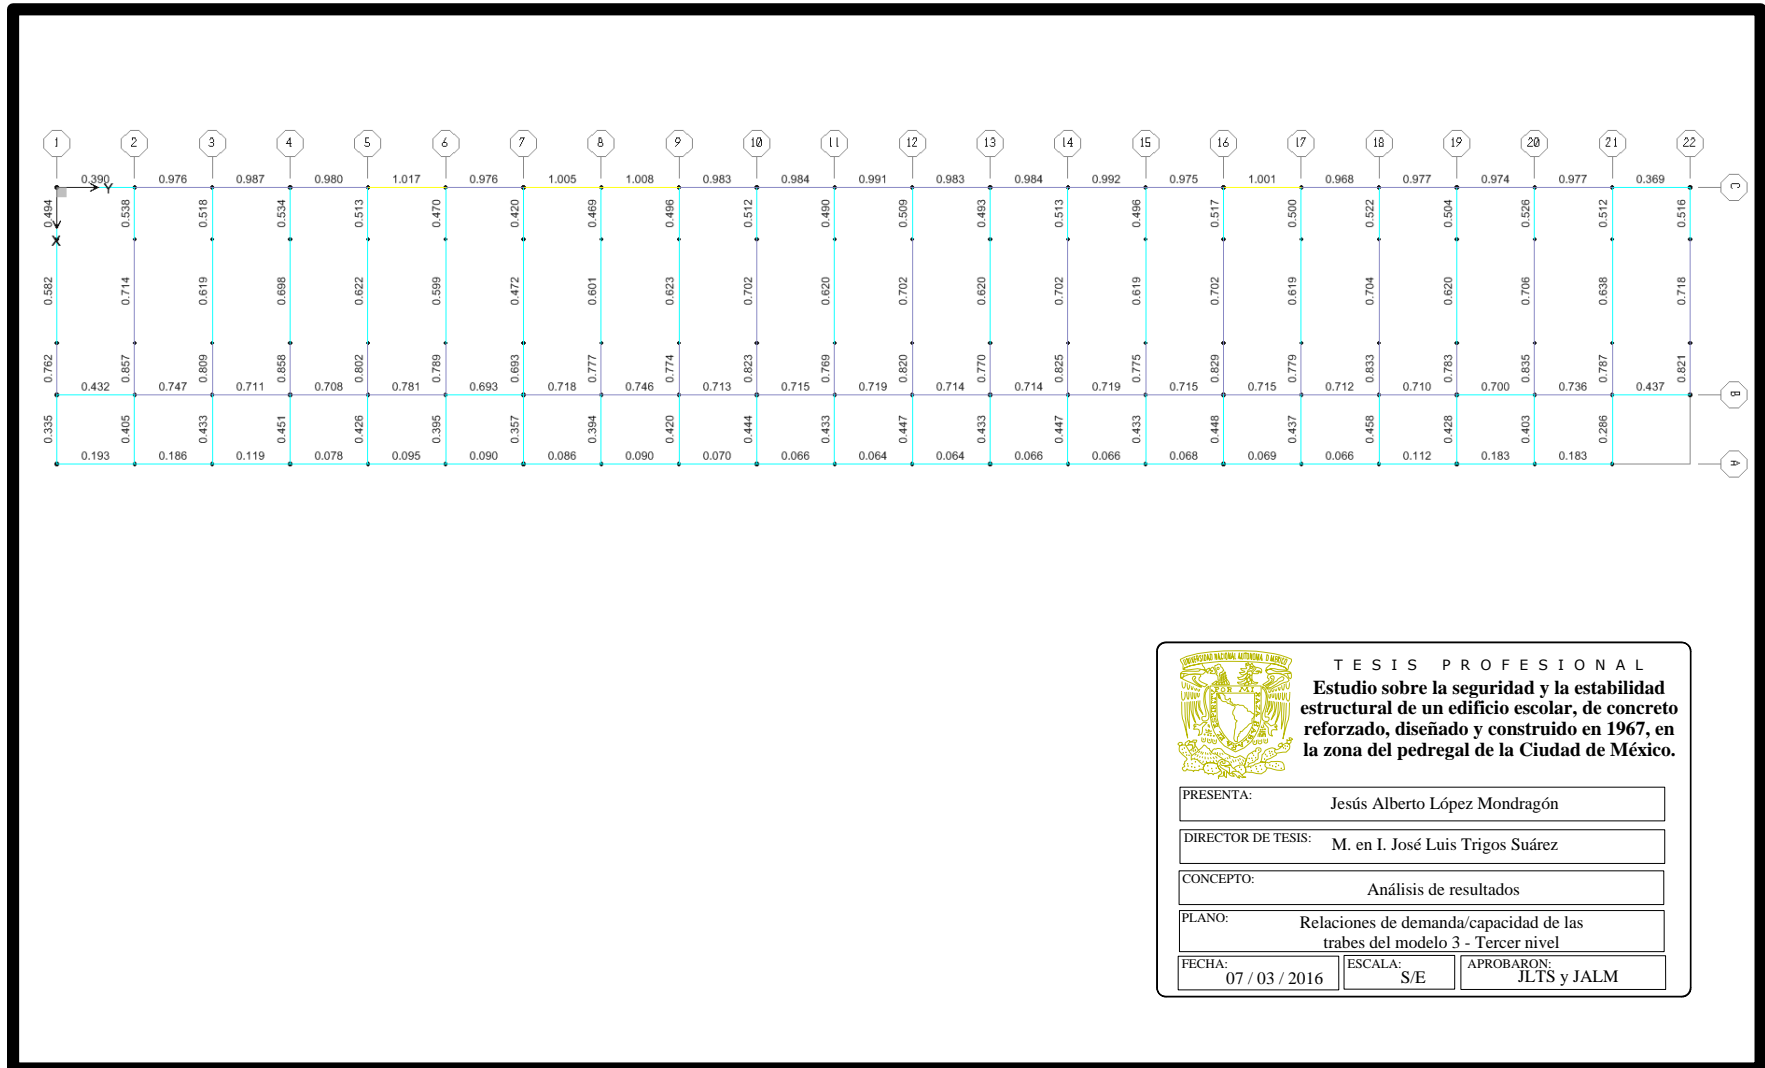 1 2 3 4 5 6 7 8 9 10 11 12 13 14 15 16 17 18 19 20 21 22
0.390 0.976 0.987 0.980 1.017 0.976 1.005 1.008 0.983 0.984 0.991 0.983 0.984 0.992 0.975 1.001 0.968 0.977 0.974 0.977 0.369
Y
C
0.494 0.538 0.518 0.534 0.513 0.470 0.420 0.469 0.496 0.512 0.490 0.509 0.493 0.513 0.496 0.517 0.500 0.522 0.504 0.526 0.512 0.516
X
0.582 0.714 0.619 0.698 0.622 0.599 0.472 0.601 0.623 0.702 0.620 0.702 0.620 0.702 0.619 0.702 0.619 0.704 0.620 0.706 0.638 0.718
0.762 0.857 0.809 0.858 0.802 0.789 0.693 0.777 0.774 0.823 0.769 0.820 0.770 0.825 0.775 0.829 0.779 0.833 0.783 0.835 0.787 0.821
0.432 0.747 0.711 0.708 0.781 0.693 0.718 0.746 0.713 0.715 0.719 0.714 0.714 0.719 0.715 0.715 0.712 0.710 0.700 0.736 0.437
B
0.335 0.405 0.433 0.451 0.426 0.395 0.357 0.394 0.420 0.444 0.433 0.447 0.433 0.447 0.433 0.448 0.437 0.458 0.428 0.403 0.286
0.193 0.186 0.119 0.078 0.095 0.090 0.086 0.090 0.070 0.066 0.064 0.064 0.066 0.066 0.068 0.069 0.066 0.112 0.183 0.183
A
TESIS PROFESIONAL
Estudio sobre la seguridad y la estabilidad
estructural de un edificio escolar, de concreto
reforzado, diseñado y construido en 1967, en
la zona del pedregal de la Ciudad de México.
PRESENTA:
Jesús Alberto López Mondragón
DIRECTOR DE TESIS:
M. en I. José Luis Trigos Suárez
CONCEPTO:
Análisis de resultados
PLANO:
Relaciones de demanda/capacidad de las
trabes del modelo 3 - Tercer nivel
FECHA:
07 / 03 / 2016
ESCALA:
S/E
APROBARON:
JLTS y JALM